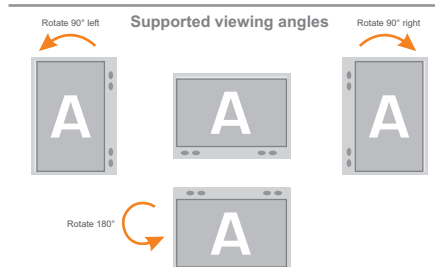 Supported viewing angles
Rotate 90° left
Rotate 90° right
A
A
A
Rotate 180°
A